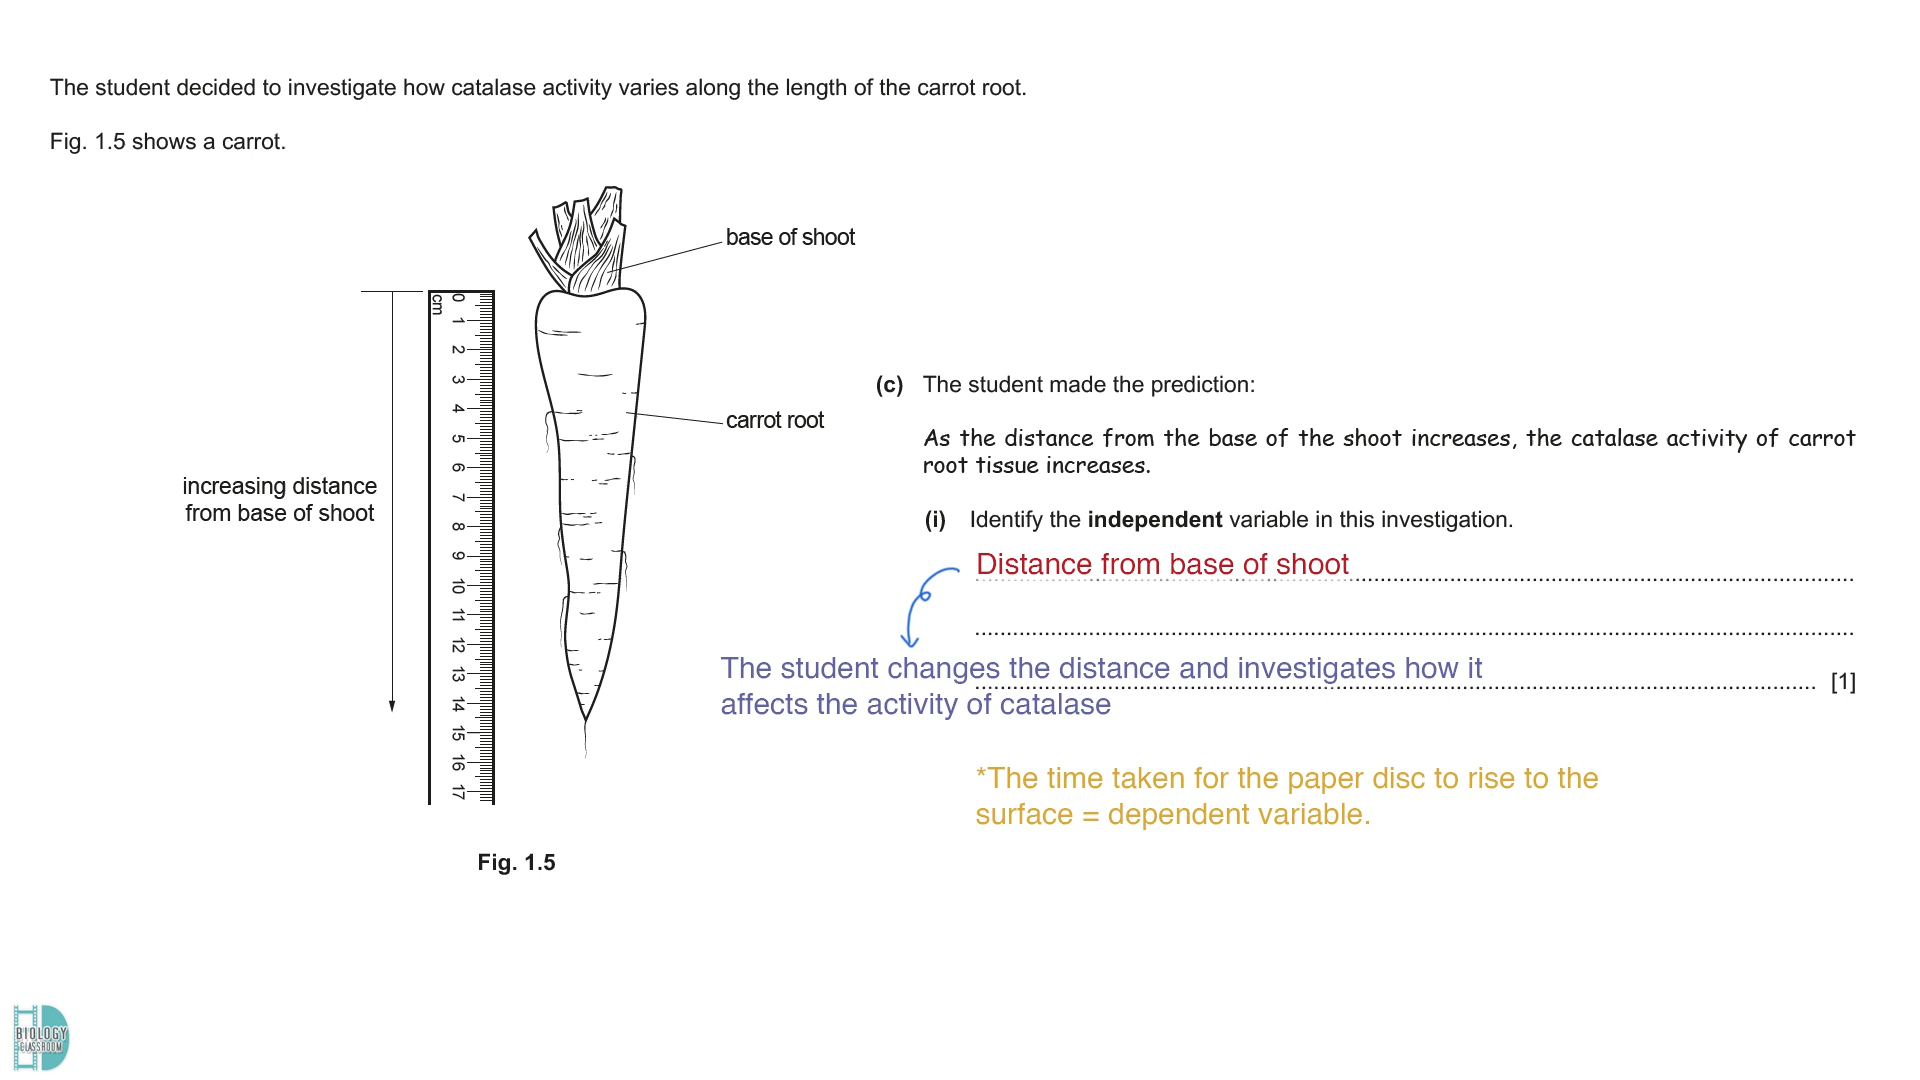 The student decided to investigate how catalase activity varies along the length of the carrot root.
Fig. 1.5 shows a carrot.
base of shoot
0
cm
1
2
3
4
5
6
7
8
9
10
11
12
13
14
15
16
17
carrot root
increasing distance
from base of shoot
Fig. 1.5
(c) The student made the prediction:
As the distance from the base of the shoot increases, the catalase activity of carrot
root tissue increases.
(i) Identify the independent variable in this investigation.
Distance from base of shoot
The student changes the distance and investigates how it
affects the activity of catalase
[1]
*The time taken for the paper disc to rise to the
surface = dependent variable.
BIOLOGY
CLASSROOM